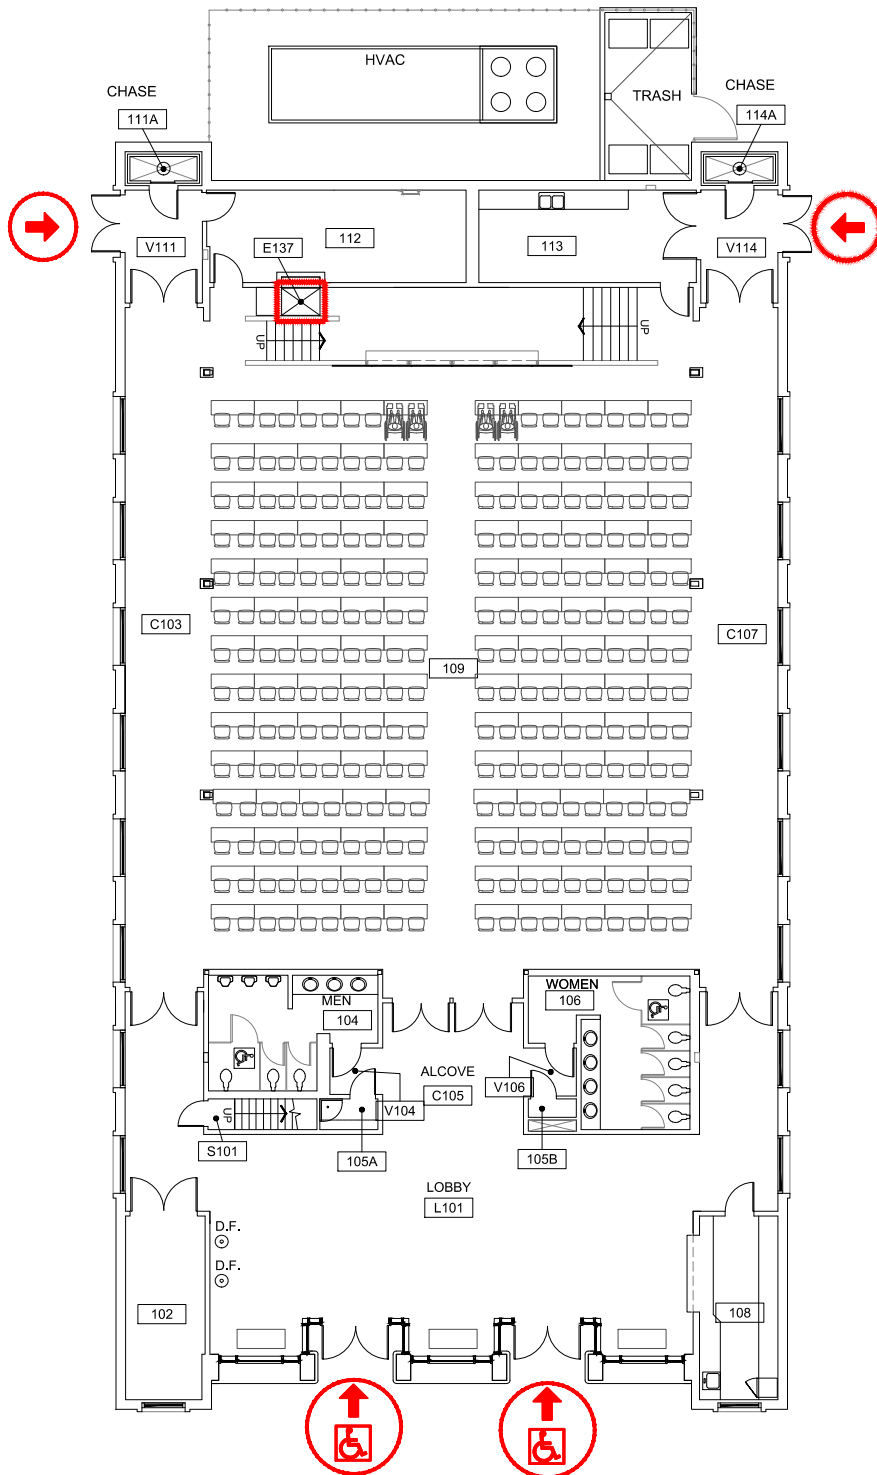 HVAC
TRASH
CHASE
111A
CHASE
114A
V111
E137
112
113
V114
UP
UP
C103
C107
109
MEN
104
WOMEN
106
ALCOVE
C105
V104
V106
UP
S101
105A
105B
LOBBY
L101
D.F.
D.F.
102
108